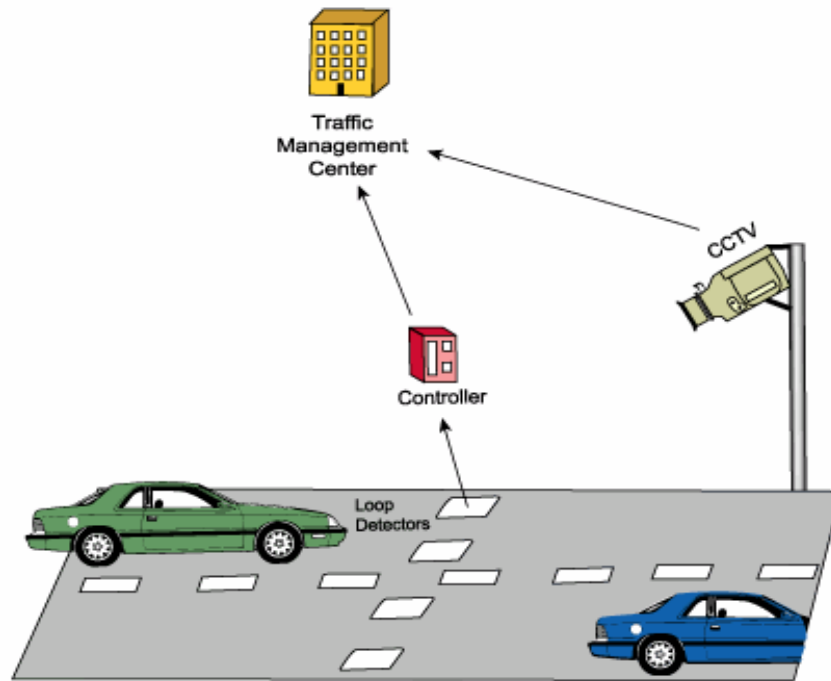 Traffic
Management
Center
CCTV
Controller
Loop
Detectors